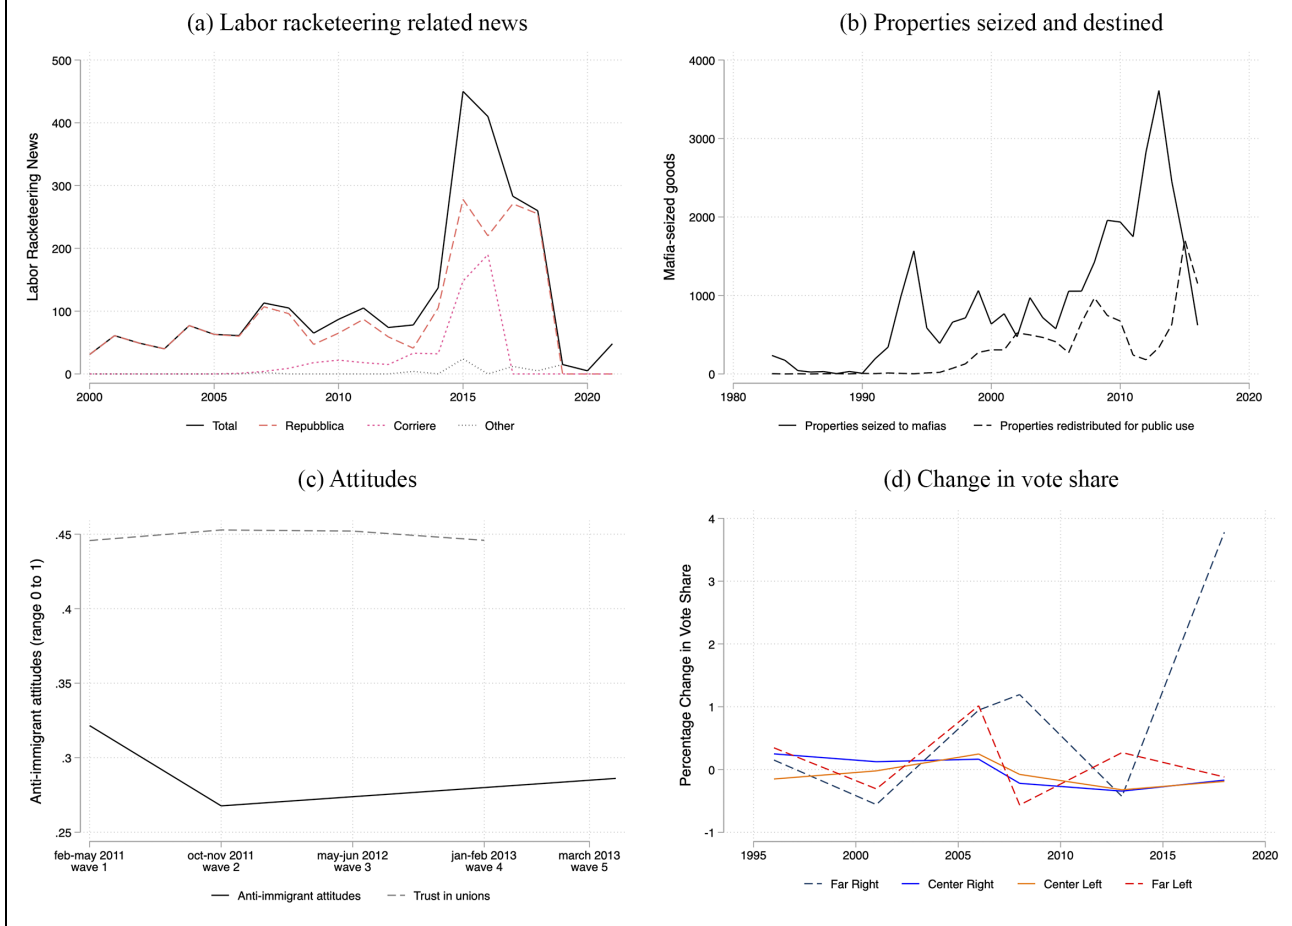 (a) Labor racketeering related news
500
400
300
200
100
0
Labor Racketeering News
2000 2005 2010 2015 2020
Total Repubblica Corriere Other
(b) Properties seized and destined
4000
3000
2000
1000
0
Mafia-seized goods
1980 1990 2000 2010 2020
Properties seized to mafias Properties redistributed for public use
(c) Attitudes
.45
.4
.35
.3
.25
Anti-immigrant attitudes (range 0 to 1)
feb-may 2011 oct-nov 2011 may-jun 2012 jan-feb 2013 march 2013
wave 1 wave 2 wave 3 wave 4 wave 5
Anti-immigrant attitudes Trust in unions
(d) Change in vote share
4
3
2
1
0
-1
Percentage Change in Vote Share
1995 2000 2005 2010 2015 2020
Far Right Center Right Center Left Far Left